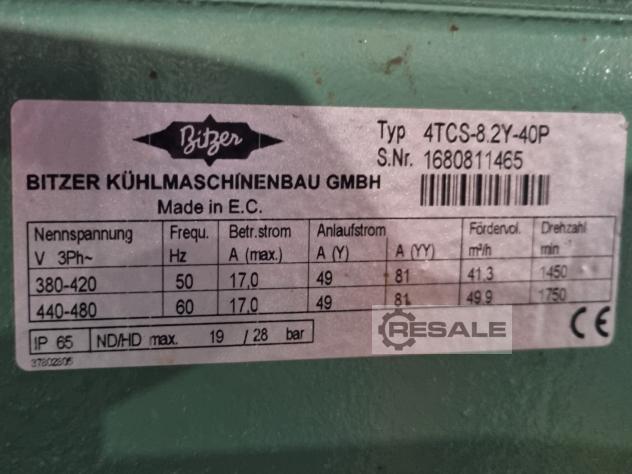 Bitzer
Typ 4TCS-8.2Y-40P
S.Nr. 1680811465
BITZER KÜHLMASCHINENBAU GMBH
Made in E.C.
Nennspannung Frequ. Betr.strom Anlaufstrom Fördervol. Drehzahl
V 3Ph~ Hz A (max.) A (Y) A (YY) m³/h min
380-420 50 17,0 49 81 41.3 1450
440-480 60 17,0 49 81 49.9 1750
IP 65 ND/HD max. 19 / 28 bar
CE
RESALE
37802805